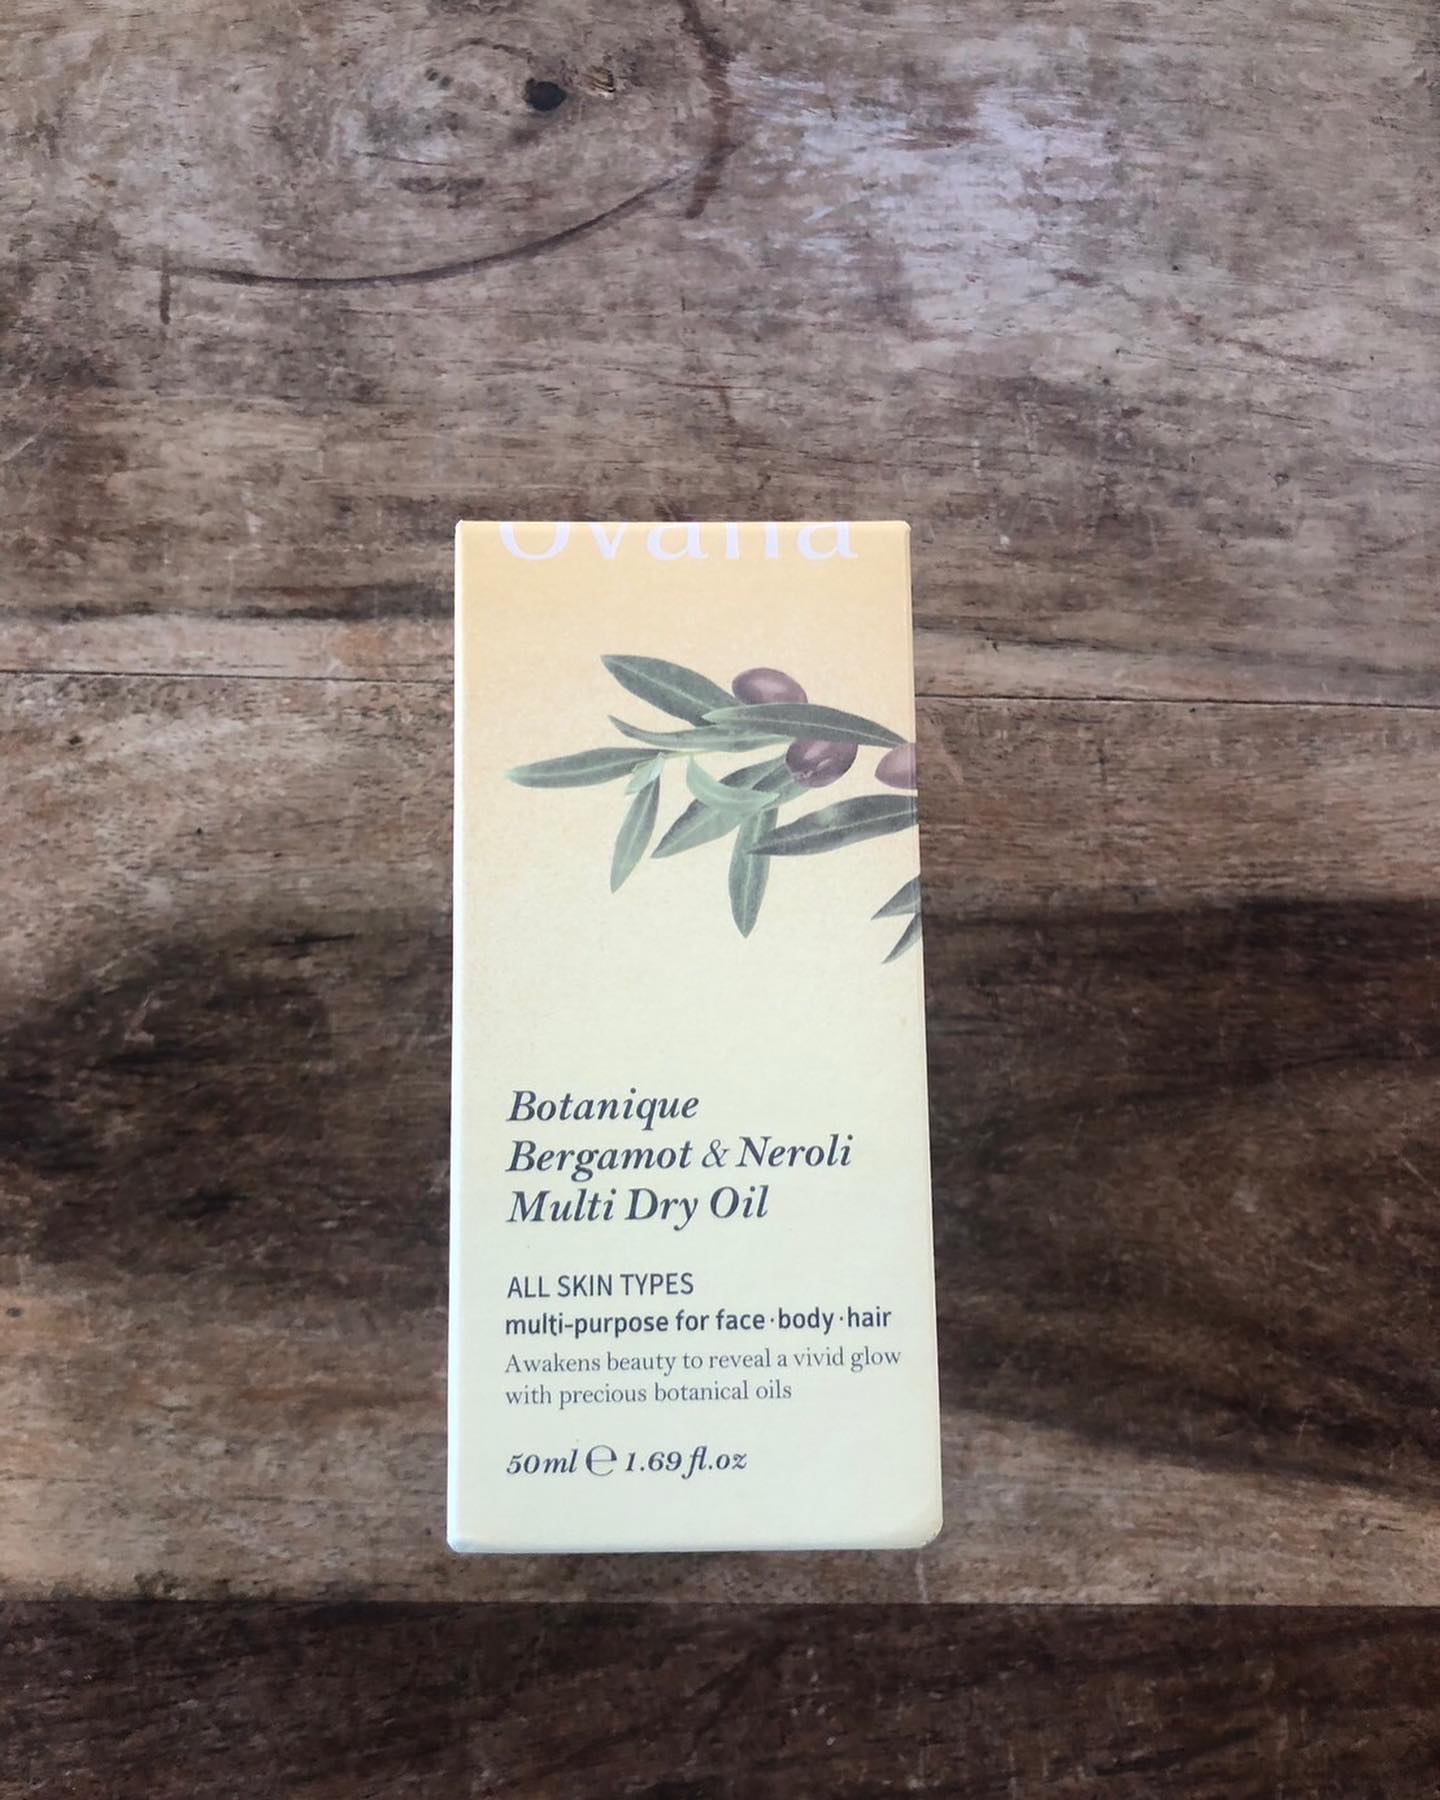 Botanique
Bergamot & Neroli
Multi Dry Oil
ALL SKIN TYPES
multi-purpose for face·body·hair
Awakens beauty to reveal a vivid glow
with precious botanical oils
50ml ℮ 1.69 fl.oz